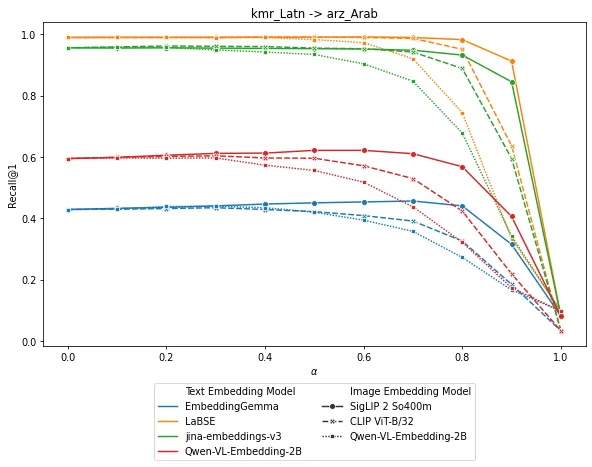 kmr_Latn -> arz_Arab
Recall@1
1.0
0.8
0.6
0.4
0.2
0.0
0.0 0.2 0.4 0.6 0.8 1.0
α
Text Embedding Model Image Embedding Model
EmbeddingGemma SigLIP 2 So400m
LaBSE CLIP ViT-B/32
jina-embeddings-v3 Qwen-VL-Embedding-2B
Qwen-VL-Embedding-2B